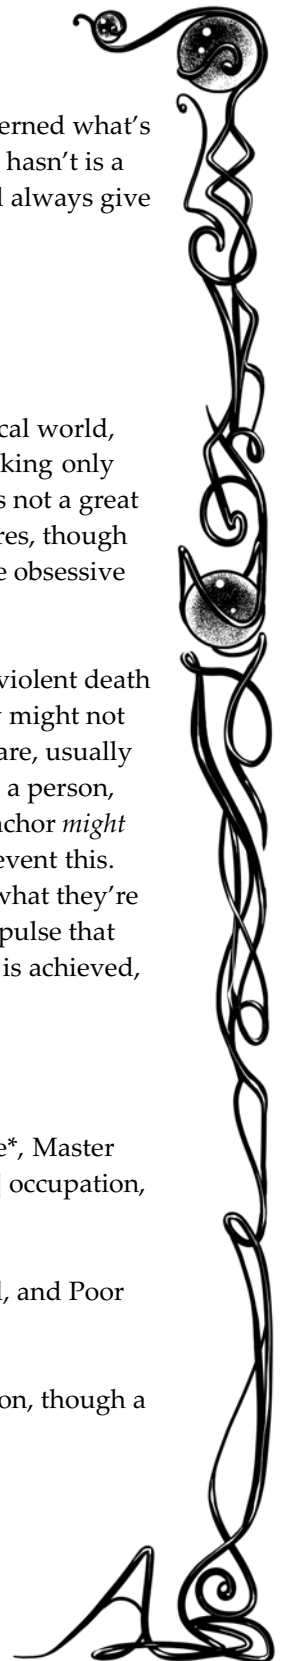 erned what's
hasn't is a
always give
cal world,
king only
not a great
res, though
obsessive
violent death
might not
are, usually
a person,
chor might
event this.
what they're
pulse that
is achieved,
e*, Master
occupation,
, and Poor
on, though a